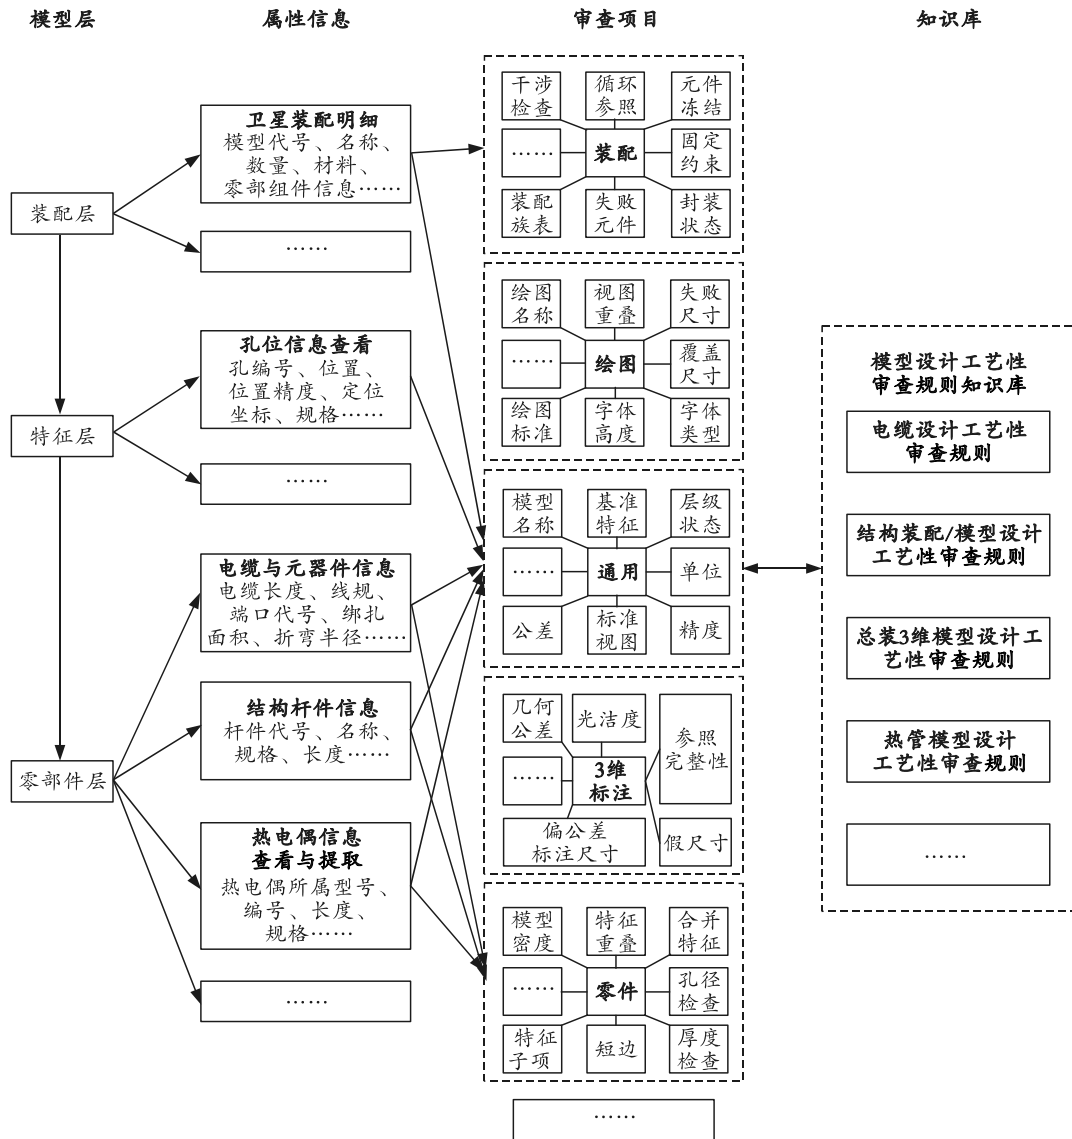 模型层
属性信息
审查项目
知识库
装配层
特征层
零部件层
卫星装配明细
模型代号、名称、
数量、材料、
零部组件信息……
……
孔位信息查看
孔编号、位置、
位置精度、定位
坐标、规格……
……
电缆与元器件信息
电缆长度、线规、
端口代号、绑扎
面积、折弯半径……
结构杆件信息
杆件代号、名称、
规格、长度……
热电偶信息
查看与提取
热电偶所属型号、
编号、长度、
规格……
……
干涉
检查
循环
参照
元件
冻结
……
装配
固定
约束
装配
族表
失败
元件
封装
状态
绘图
名称
视图
重叠
失败
尺寸
……
绘图
覆盖
尺寸
绘图
标准
字体
高度
字体
类型
模型
名称
基准
特征
层级
状态
……
通用
单位
公差
标准
视图
精度
几何
公差
光洁度
参照
完整性
……
3维
标注
偏公差
标注尺寸
假尺寸
模型
密度
特征
重叠
合并
特征
……
零件
孔径
检查
特征
子项
短边
厚度
检查
……
模型设计工艺性
审查规则知识库
电缆设计工艺性
审查规则
结构装配/模型设计
工艺性审查规则
总装3维模型设计工
艺性审查规则
热管模型设计
工艺性审查规则
……